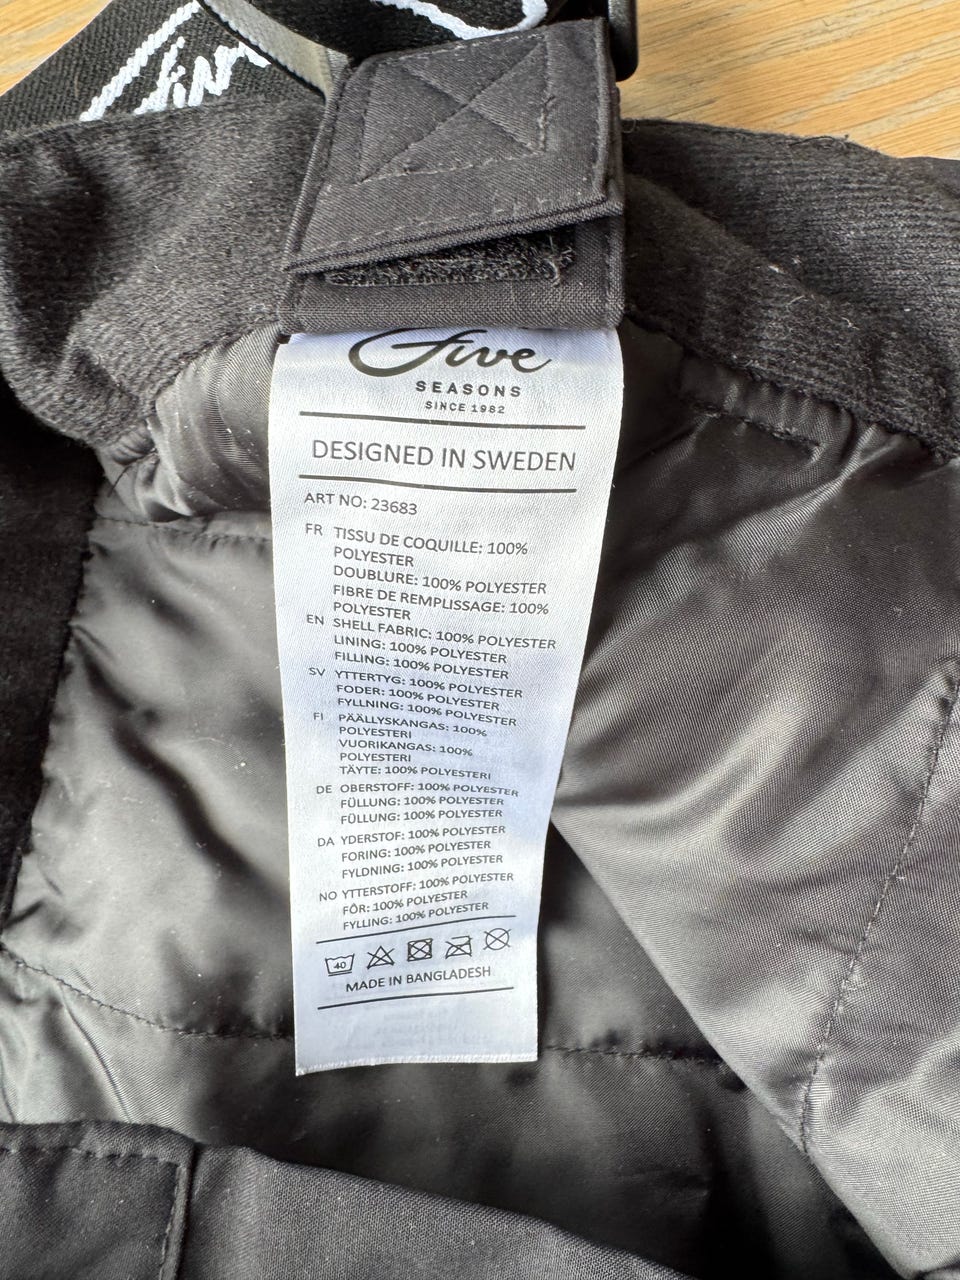 Five
SEASONS
SINCE 1982
DESIGNED IN SWEDEN
ART NO: 23683
FR TISSU DE COQUILLE: 100%
POLYESTER
DOUBLURE: 100% POLYESTER
FIBRE DE REMPLISSAGE: 100%
POLYESTER
EN SHELL FABRIC: 100% POLYESTER
LINING: 100% POLYESTER
FILLING: 100% POLYESTER
SV YTTERTYG: 100% POLYESTER
FODER: 100% POLYESTER
FYLLNING: 100% POLYESTER
FI PÄÄLLYSKANGAS: 100%
POLYESTERI
VUORIKANGAS: 100%
POLYESTERI
TÄYTE: 100% POLYESTERI
DE OBERSTOFF: 100% POLYESTER
FÜLLUNG: 100% POLYESTER
FÜLLUNG: 100% POLYESTER
DA YDERSTOF: 100% POLYESTER
FORING: 100% POLYESTER
FYLDNING: 100% POLYESTER
NO YTTERSTOFF: 100% POLYESTER
FÔR: 100% POLYESTER
FYLLING: 100% POLYESTER
40
MADE IN BANGLADESH